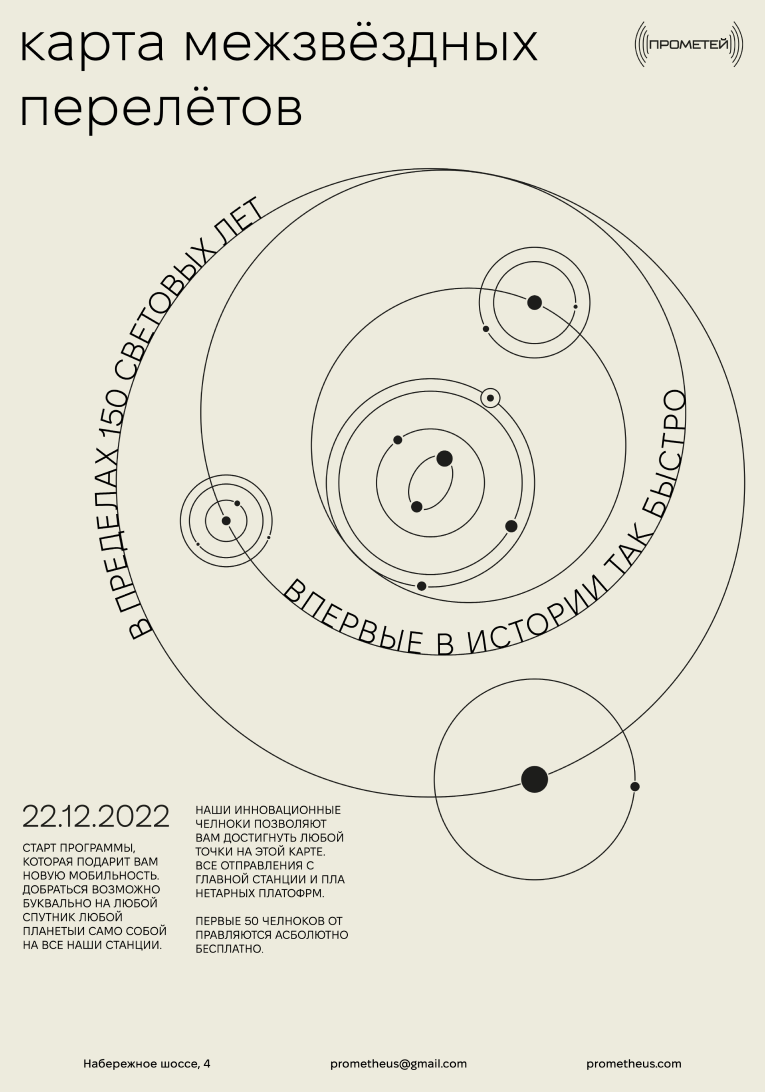 карта межзвёздных
перелётов
ПРОМЕТЕЙ
В ПРЕДЕЛАХ 150 СВЕТОВЫХ ЛЕТ
ВПЕРВЫЕ В ИСТОРИИ ТАК БЫСТРО
22.12.2022
СТАРТ ПРОГРАММЫ,
КОТОРАЯ ПОДАРИТ ВАМ
НОВУЮ МОБИЛЬНОСТЬ.
ДОБРАТЬСЯ ВОЗМОЖНО
БУКВАЛЬНО НА ЛЮБОЙ
СПУТНИК ЛЮБОЙ
ПЛАНЕТЫИ САМО СОБОЙ
НА ВСЕ НАШИ СТАНЦИИ.
НАШИ ИННОВАЦИОННЫЕ
ЧЕЛНОКИ ПОЗВОЛЯЮТ
ВАМ ДОСТИГНУТЬ ЛЮБОЙ
ТОЧКИ НА ЭТОЙ КАРТЕ.
ВСЕ ОТПРАВЛЕНИЯ С
ГЛАВНОЙ СТАНЦИИ И ПЛА
НЕТАРНЫХ ПЛАТОФРМ.
ПЕРВЫЕ 50 ЧЕЛНОКОВ ОТ
ПРАВЛЯЮТСЯ АСБОЛЮТНО
БЕСПЛАТНО.
Набережное шоссе, 4
prometheus@gmail.com
prometheus.com